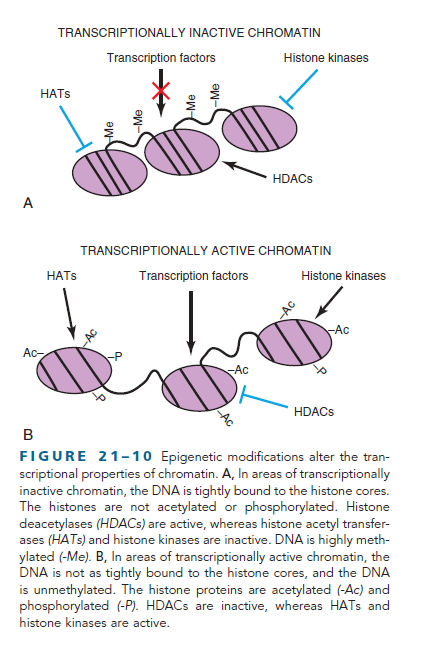 TRANSCRIPTIONALLY INACTIVE CHROMATIN
Transcription factors
Histone kinases
HATs
-Me
-Me
-Me
-Me
HDACs
A
TRANSCRIPTIONALLY ACTIVE CHROMATIN
HATs
Transcription factors
Histone kinases
-Ac
-Ac
Ac-
-Ac
-P
-Ac
-P
-P
HDACs
-Ac
B
FIGURE 21–10 Epigenetic modifications alter the tran-
scriptional properties of chromatin. A, In areas of transcriptionally
inactive chromatin, the DNA is tightly bound to the histone cores.
The histones are not acetylated or phosphorylated. Histone
deacetylases (HDACs) are active, whereas histone acetyl transfer-
ases (HATs) and histone kinases are inactive. DNA is highly meth-
ylated (-Me). B, In areas of transcriptionally active chromatin, the
DNA is not as tightly bound to the histone cores, and the DNA
is unmethylated. The histone proteins are acetylated (-Ac) and
phosphorylated (-P). HDACs are inactive, whereas HATs and
histone kinases are active.